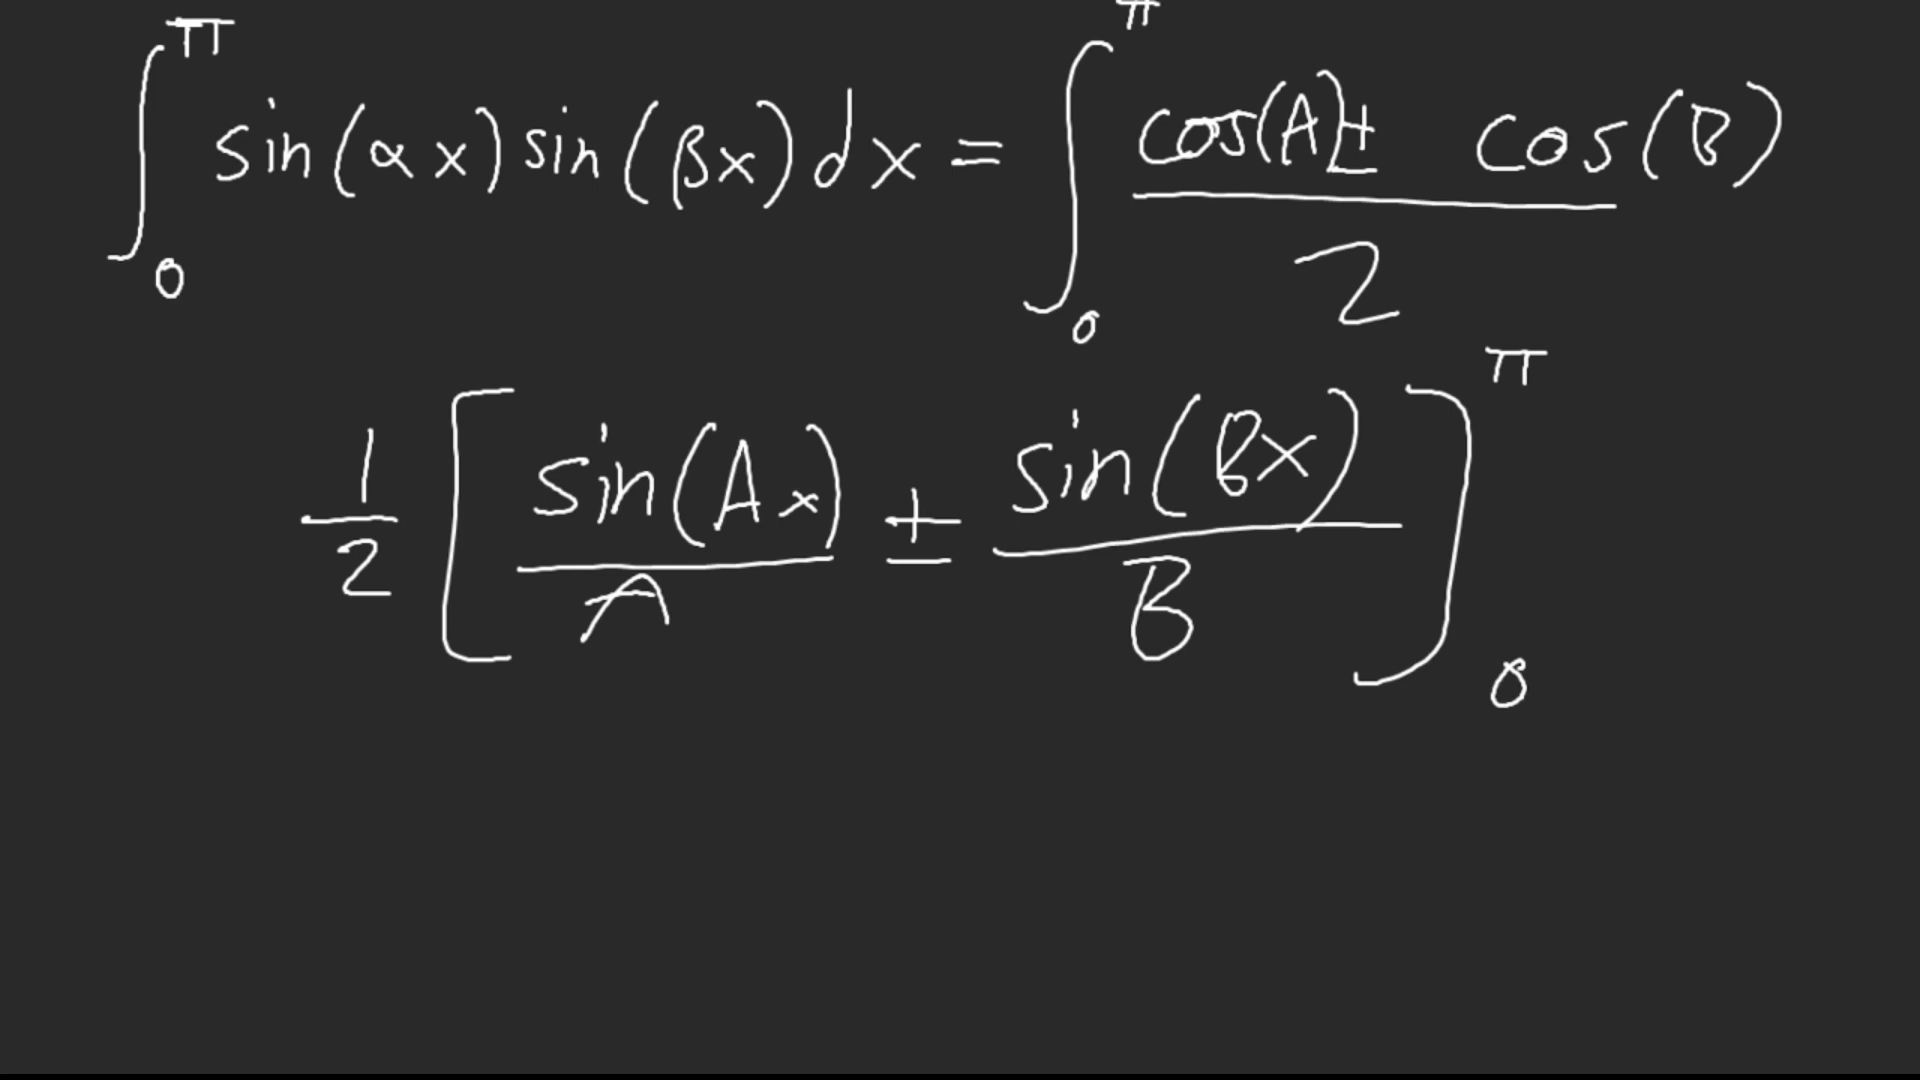 ∫₀^π sin(αx) sin(βx) dx = ∫₀^π (cos(A) ± cos(B)) / 2
1/2 [ sin(Ax)/A ± sin(Bx)/B ]₀^π